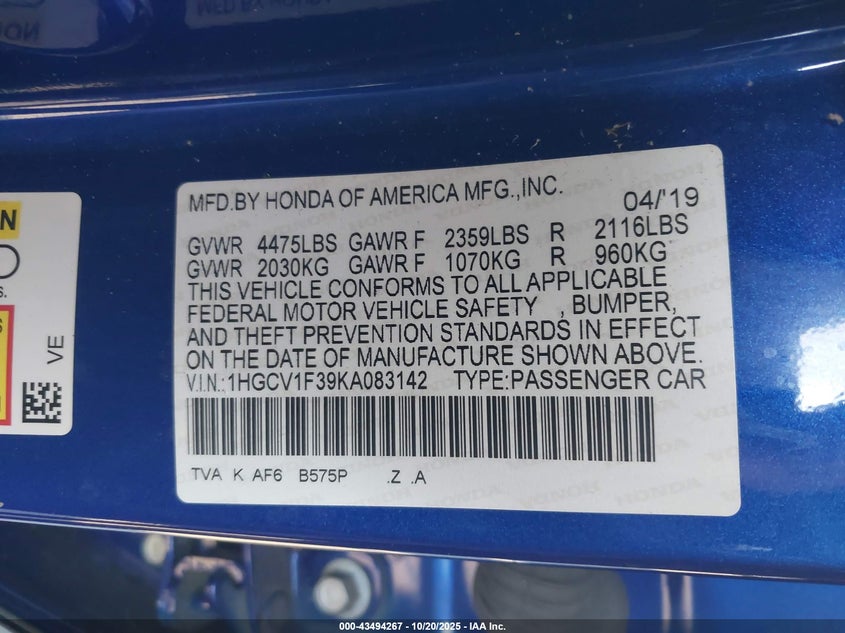 MFD.BY HONDA OF AMERICA MFG.,INC. 04/'19
GVWR 4475LBS GAWR F 2359LBS R 2116LBS
GVWR 2030KG GAWR F 1070KG R 960KG
THIS VEHICLE CONFORMS TO ALL APPLICABLE
FEDERAL MOTOR VEHICLE SAFETY , BUMPER,
AND THEFT PREVENTION STANDARDS IN EFFECT
ON THE DATE OF MANUFACTURE SHOWN ABOVE.
V.I.N.:1HGCV1F39KA083142 TYPE:PASSENGER CAR
TVA K AF6 B575P .Z .A
VE
000-43494267 - 10/20/2025 - IAA Inc.